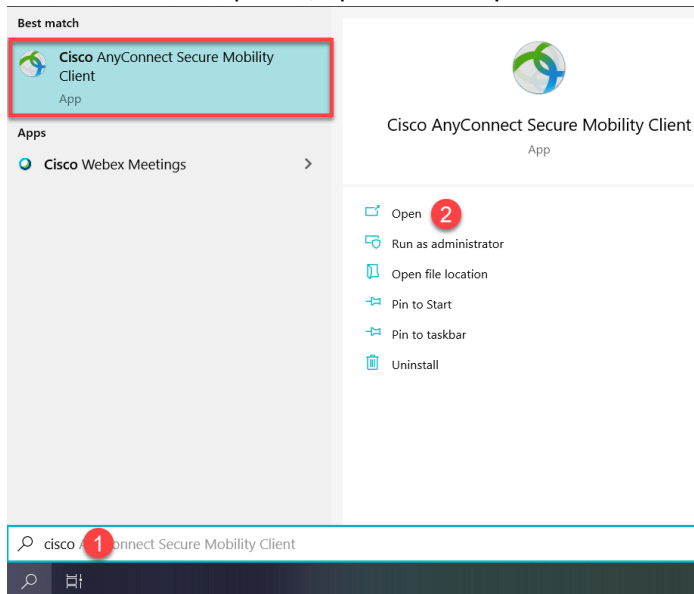 Best match
Cisco AnyConnect Secure Mobility
Client
App
Apps
Cisco Webex Meetings
Cisco AnyConnect Secure Mobility Client
App
Open 2
Run as administrator
Open file location
Pin to Start
Pin to taskbar
Uninstall
cisco 1 onnect Secure Mobility Client